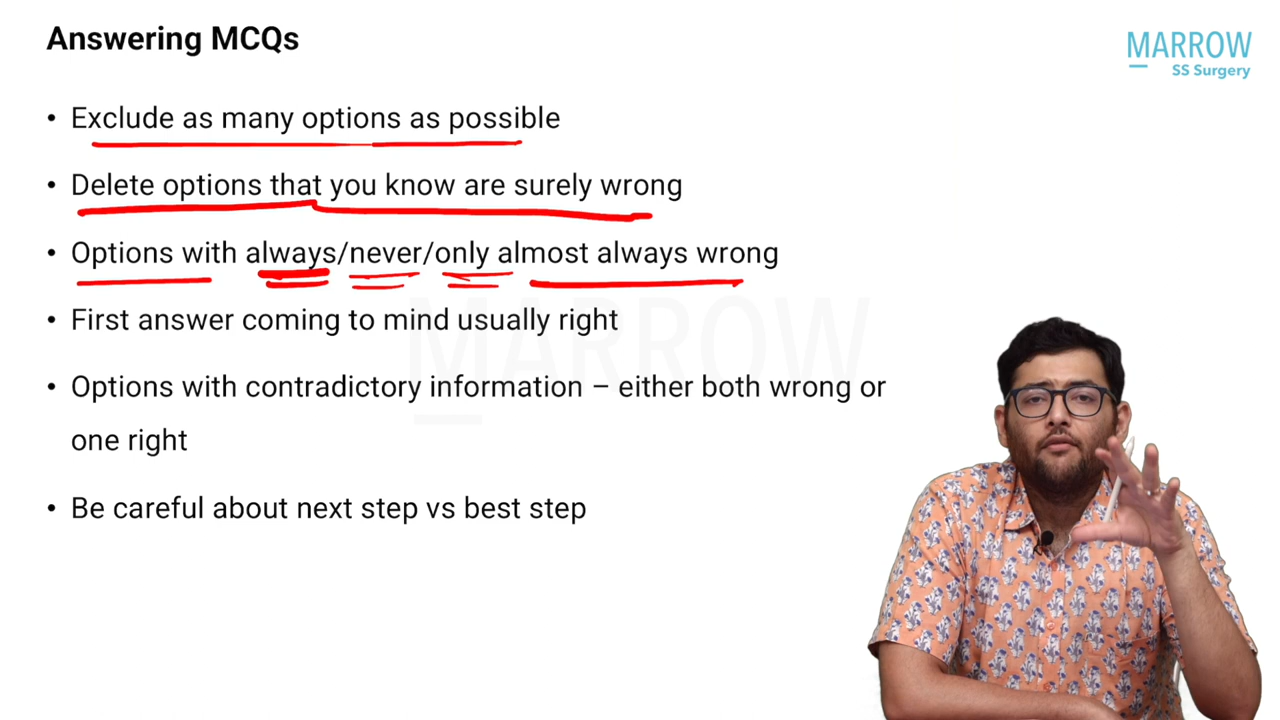 Answering MCQs
MARROW
SS Surgery
• Exclude as many options as possible
• Delete options that you know are surely wrong
• Options with always/never/only almost always wrong
• First answer coming to mind usually right
• Options with contradictory information – either both wrong or
one right
• Be careful about next step vs best step
MARROW